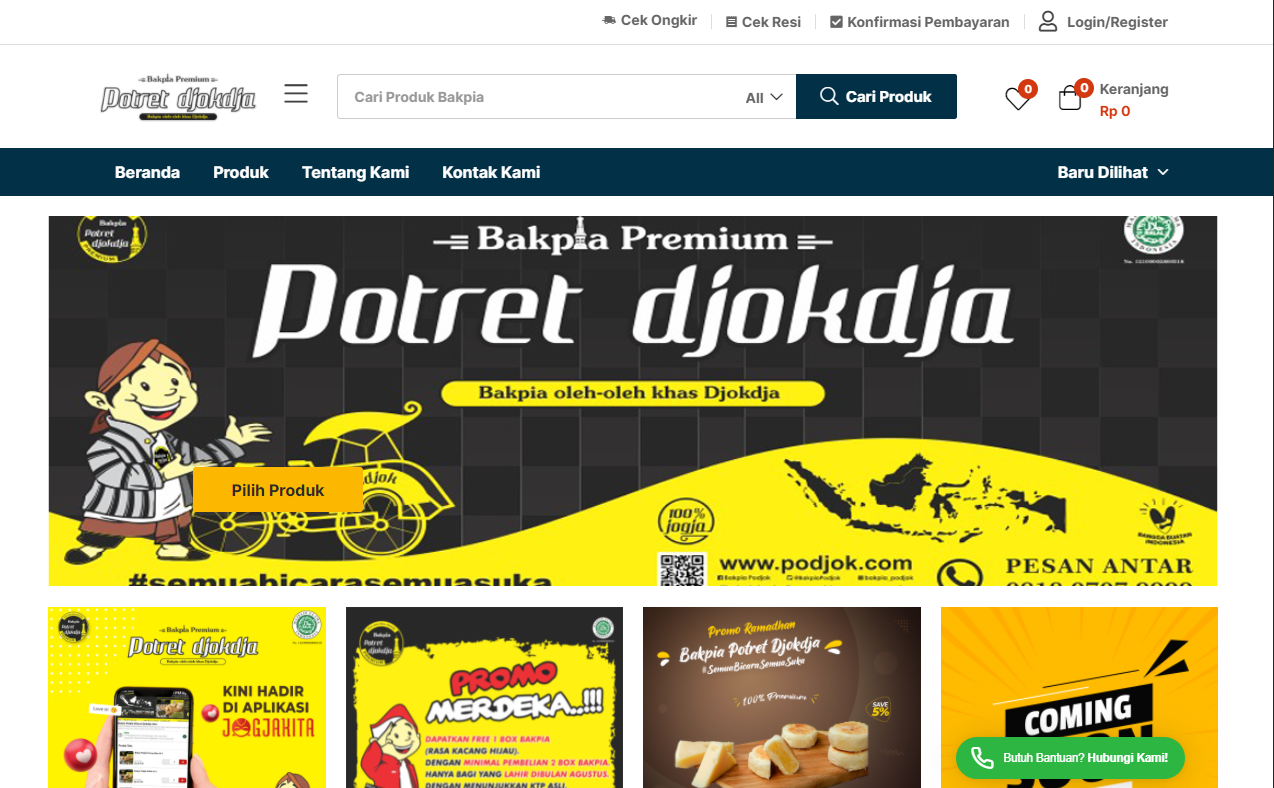 Cek Ongkir
Cek Resi
Konfirmasi Pembayaran
Login/Register
Bakpia Premium
Potret djokdja
Bakpia oleh-oleh khas Djokdja
Cari Produk Bakpia
All
Cari Produk
0
0
Keranjang
Rp 0
Beranda
Produk
Tentang Kami
Kontak Kami
Baru Dilihat
Bakpia
Potret
djokdja
Bakpia Premium
Potret djokdja
Bakpia oleh-oleh khas Djokdja
Pilih Produk
100%
jogja
www.podjok.com
Bakpia Podjok
@BakpiaPodjok
bakpia_podjok
BANGGA BUATAN
INDONESIA
PESAN ANTAR
#semuabicarasemuasuka
Bakpia Premium
Potret djokdja
Bakpia oleh-oleh khas Djokdja
KINI HADIR
DI APLIKASI
JOGJAKITA
PROMO
MERDEKA..!!!
DAPATKAN FREE 1 BOX BAKPIA
(RASA KACANG HIJAU).
DENGAN MINIMAL PEMBELIAN 2 BOX BAKPIA.
HANYA BAGI YANG LAHIR DIBULAN AGUSTUS.
DENGAN MENUNJUKKAN KTP ASLI.
Promo Ramadhan
Bakpia Potret Djokdja
#SemuaBicaraSemuaSuka
100% Premium
SAVE
5%
COMING
SOON
Butuh Bantuan? Hubungi Kami!